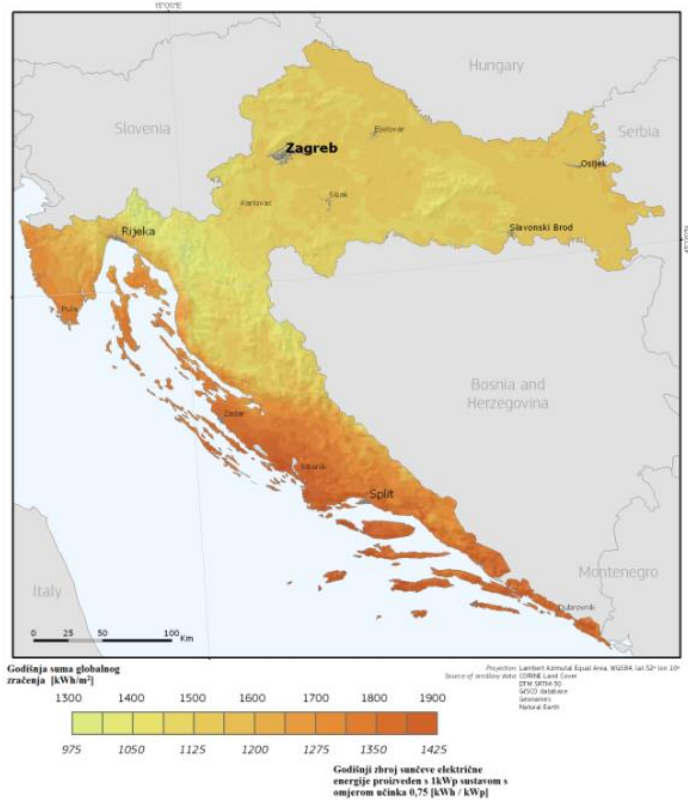 15°00'E
Hungary
Slovenia
Bjelovar
Serbia
Zagreb
Osijek
Karlovac
Sisak
Rijeka
Slavonski Brod
Pula
Bosnia and
Herzegovina
Zadar
Šibenik
Split
Montenegro
Italy
Dubrovnik
0 25 50 100
Km
Godišnja suma globalnog
zračenja [kWh/m²]
Projection: Lambert Azimutal Equal Area, WGS84, lat 52° lon 10°
Source of ancillary data: CORINE Land Cover
DTM SRTM-30
GISCO database
Geonames
Natural Earth
1300 1400 1500 1600 1700 1800 1900
975 1050 1125 1200 1275 1350 1425
Godišnji zbroj sunčeve električne
energije proizveden s 1kWp sustavom s
omjerom učinka 0,75 [kWh / kWp]